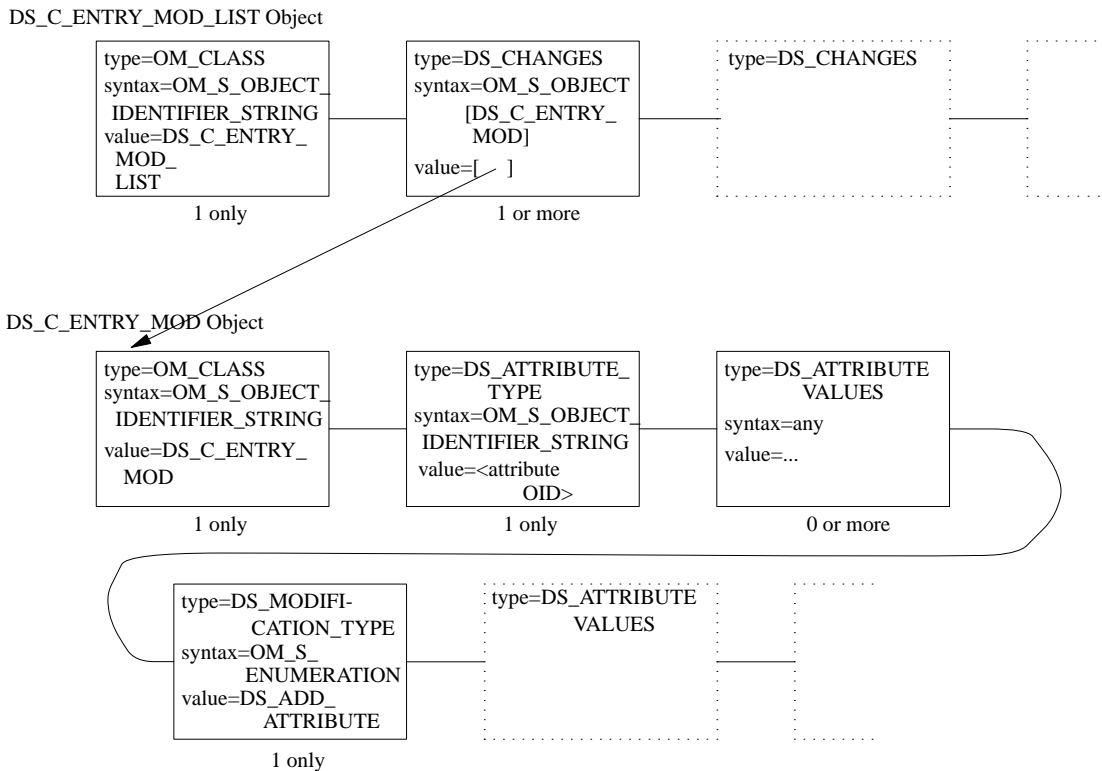 DS_C_ENTRY_MOD_LIST Object
type=OM_CLASS
syntax=OM_S_OBJECT_
IDENTIFIER_STRING
value=DS_C_ENTRY_
MOD_
LIST
1 only
type=DS_CHANGES
syntax=OM_S_OBJECT
[DS_C_ENTRY_
MOD]
value=[ ]
1 or more
type=DS_CHANGES
DS_C_ENTRY_MOD Object
type=OM_CLASS
syntax=OM_S_OBJECT_
IDENTIFIER_STRING
value=DS_C_ENTRY_
MOD
1 only
type=DS_ATTRIBUTE_
TYPE
syntax=OM_S_OBJECT_
IDENTIFIER_STRING
value=<attribute
OID>
1 only
type=DS_ATTRIBUTE
VALUES
syntax=any
value=...
0 or more
type=DS_MODIFI-
CATION_TYPE
syntax=OM_S_
ENUMERATION
value=DS_ADD_
ATTRIBUTE
1 only
type=DS_ATTRIBUTE
VALUES